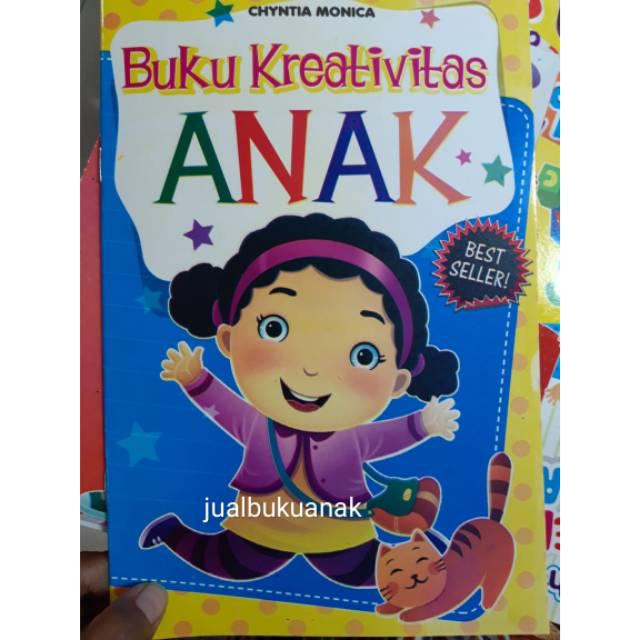 CHYNTIA MONICA
Buku Kreativitas
ANAK
BEST
SELLER!
jualbukuanak